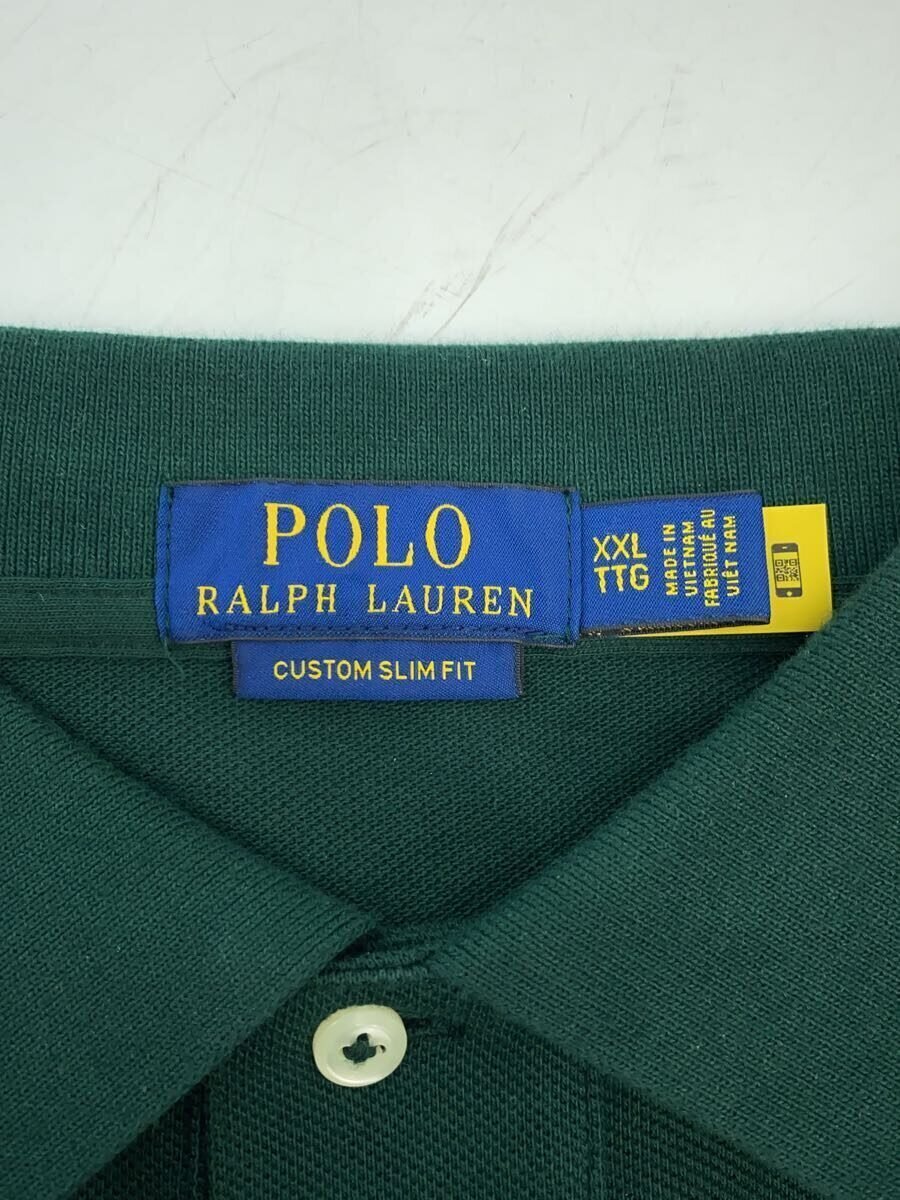 POLO
RALPH LAUREN
CUSTOM SLIM FIT
XXL
TTG
MADE IN
VIETNAM
FABRIQUÉ AU
VIÊT NAM